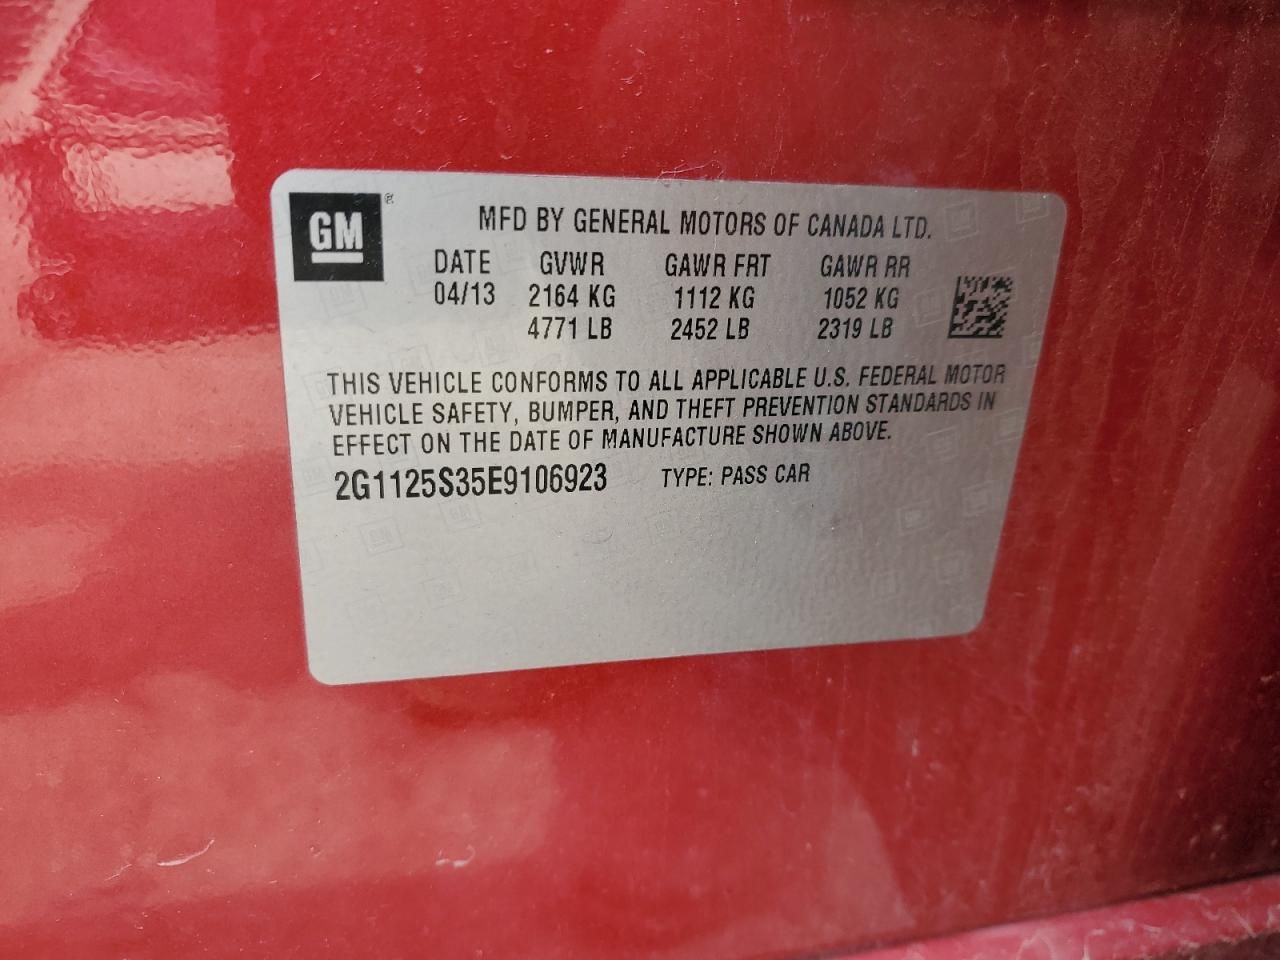 GM ®
MFD BY GENERAL MOTORS OF CANADA LTD.
DATE GVWR GAWR FRT GAWR RR
04/13 2164 KG 1112 KG 1052 KG
4771 LB 2452 LB 2319 LB
THIS VEHICLE CONFORMS TO ALL APPLICABLE U.S. FEDERAL MOTOR
VEHICLE SAFETY, BUMPER, AND THEFT PREVENTION STANDARDS IN
EFFECT ON THE DATE OF MANUFACTURE SHOWN ABOVE.
2G1125S35E9106923 TYPE: PASS CAR